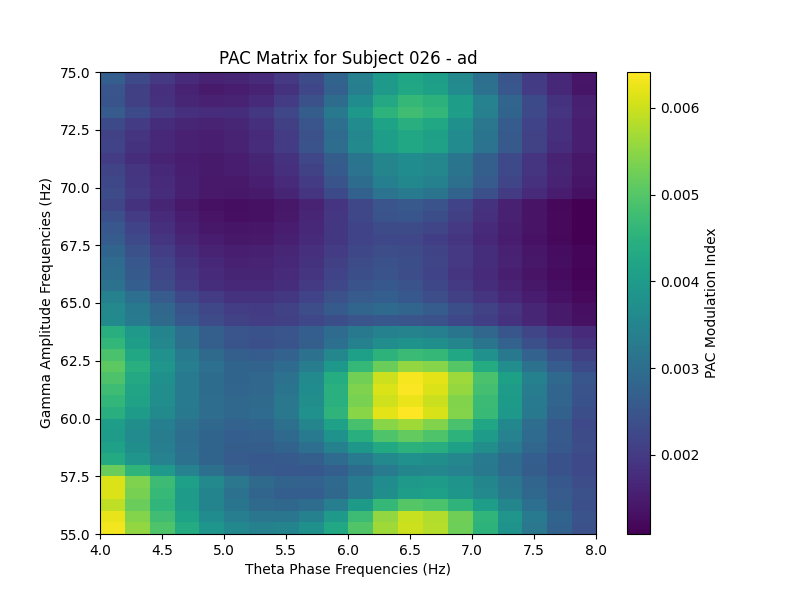 PAC Matrix for Subject 026 - ad
75.0
72.5
70.0
67.5
65.0
62.5
60.0
57.5
55.0
Gamma Amplitude Frequencies (Hz)
4.0 4.5 5.0 5.5 6.0 6.5 7.0 7.5 8.0
Theta Phase Frequencies (Hz)
0.006
0.005
0.004
0.003
0.002
PAC Modulation Index